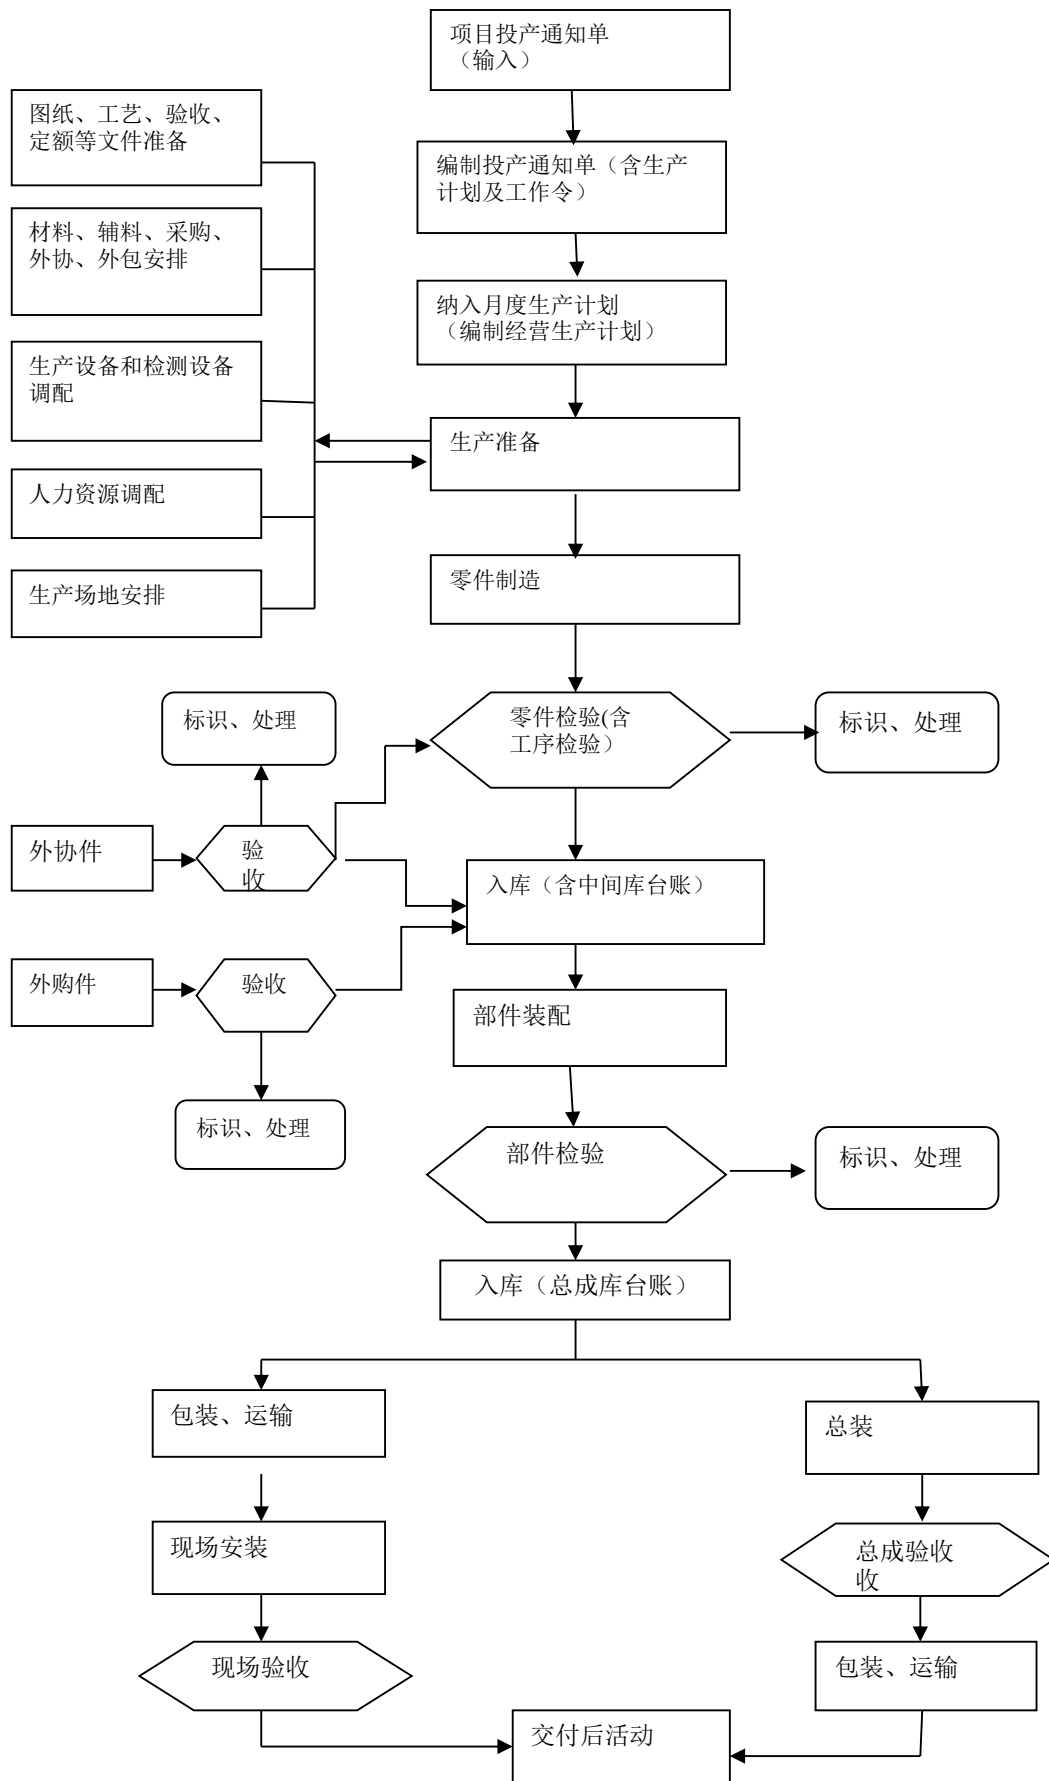 项目投产通知单
（输入）
图纸、工艺、验收、
定额等文件准备
编制投产通知单（含生产
计划及工作令）
材料、辅料、采购、
外协、外包安排
纳入月度生产计划
（编制经营生产计划）
生产设备和检测设备
调配
生产准备
人力资源调配
零件制造
生产场地安排
标识、处理
零件检验(含
工序检验）
标识、处理
外协件
验
收
入库（含中间库台账）
外购件
验收
部件装配
标识、处理
部件检验
标识、处理
入库（总成库台账）
包装、运输
总装
现场安装
总成验收
收
现场验收
包装、运输
交付后活动